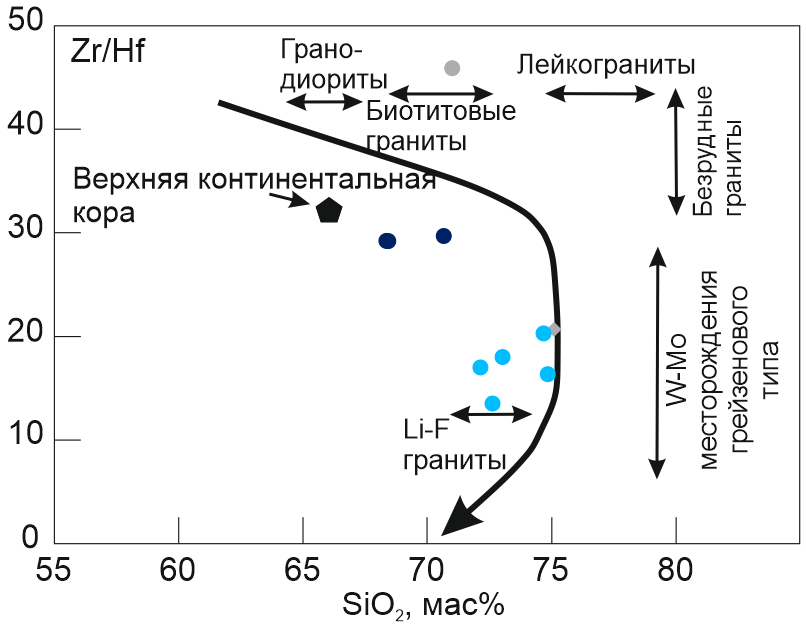 50
Zr/Hf
Грано-
диориты
Лейкограниты
Биотитовые
граниты
Безрудные
граниты
40
Верхняя континентальная
кора
30
W-Mo
месторождения
грейзенового
типа
20
Li-F
граниты
10
0
55 60 65 70 75 80
SiO₂, мас%